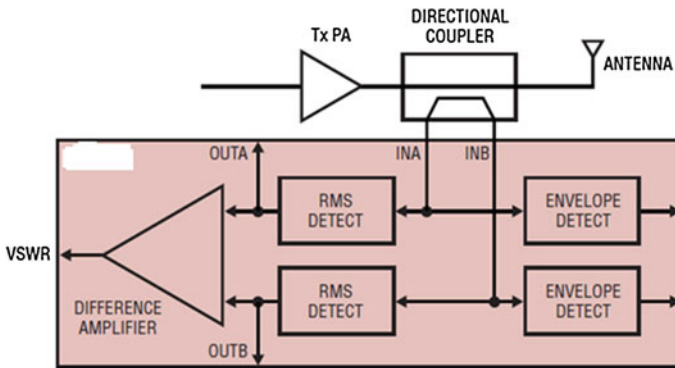 DIRECTIONAL
COUPLER
Tx PA
ANTENNA
OUTA
INA
INB
RMS
DETECT
ENVELOPE
DETECT
VSWR
RMS
DETECT
ENVELOPE
DETECT
DIFFERENCE
AMPLIFIER
OUTB